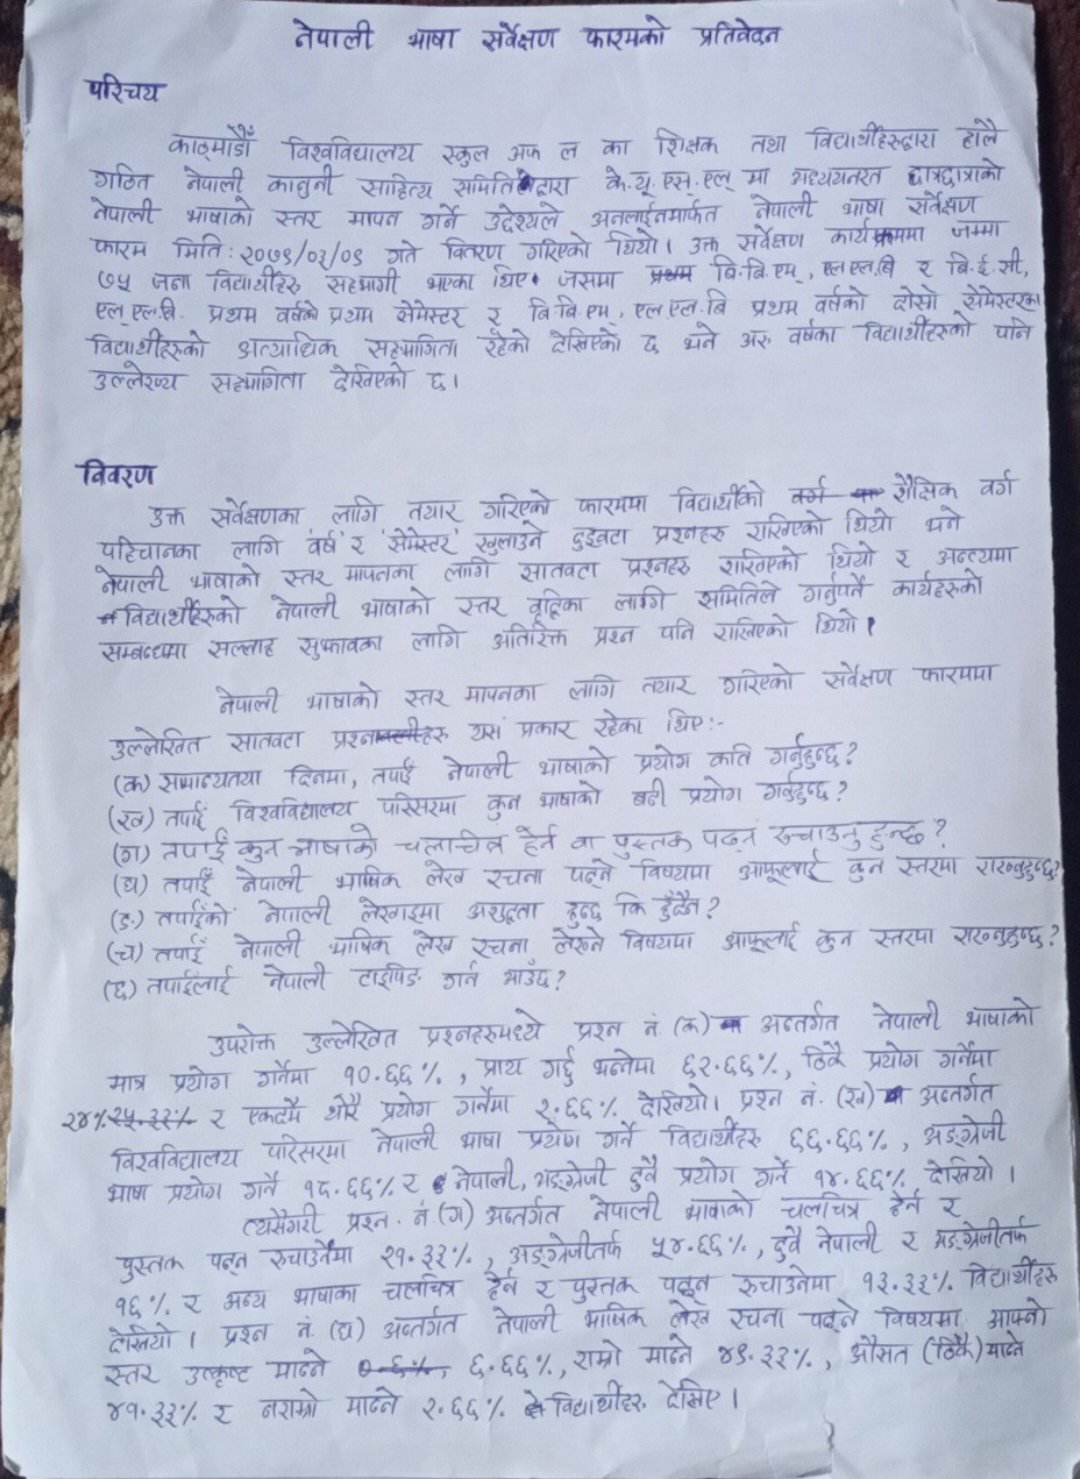 नेपाली भाषा सर्वेक्षण फारमको प्रतिवेदन
परिचय
काठ्माडौँ विश्वविद्यालय स्कुल अफ ल का शिक्षक तथा विद्यार्थीहरुद्वारा हालै
गठित नेपाली कानुनी साहित्य समितिद्वारा के.यू.एस्.एल् मा अध्ययनरत छात्रछात्राको
नेपाली भाषाको स्तर मापन गर्ने उद्देश्यले अनलाईनमार्फत नेपाली भाषा सर्वेक्षण
फारम मिति: २०७९/०३/०९ गते वितरण गरिएको थियो। उक्त सर्वेक्षण कार्यक्रममा जम्मा
७५ जना विद्यार्थीहरु सहभागी भएका थिए। जसमा बि.बि.एम्, एलएल.बि र बि.ई.सी,
एल्.एल.बि. प्रथम वर्षको प्रथम सेमेस्टर र बि.बि.एम, एल.एल.बि प्रथम वर्षको दोस्रो सेमेस्टरका
विद्यार्थीहरुको अत्याधिक सहभागिता रहेको देखिएको छ भने अरु वर्षका विद्यार्थीहरुको पनि
उल्लेख्य सहभागिता देखिएको छ।
विवरण
उक्त सर्वेक्षणका लागि तयार गरिएको फारममा विद्यार्थीको शैक्षिक वर्ग
पहिचानका लागि 'वर्ष' र 'सेमेस्टर' खुलाउने दुइवटा प्रश्नहरु राखिएको थियो भने
नेपाली भाषाको स्तर मापनका लागि सातवटा प्रश्नहरु राखिएको थियो र अन्त्यमा
विद्यार्थीहरुको नेपाली भाषाको स्तर वृद्धिका लागि समितिले गर्नुपर्ने कार्यहरुको
सम्बन्धमा सल्लाह सुझावका लागि अतिरिक्त प्रश्न पनि राखिएको थियो।
नेपाली भाषाको स्तर मापनका लागि तयार गरिएको सर्वेक्षण फारममा
उल्लेखित सातवटा प्रश्नहरु यस प्रकार रहेका थिए:-
(क) सामान्यतया दिनमा, तपाईं नेपाली भाषाको प्रयोग कति गर्नुहुन्छ?
(ख) तपाईं विश्वविद्यालय परिसरमा कुन भाषाको बढी प्रयोग गर्नुहुन्छ?
(ग) तपाईं कुन भाषाको चलचित्र हेर्न वा पुस्तक पढ्न रुचाउनु हुन्छ?
(घ) तपाईँ नेपाली भाषिक लेख रचना पढ्ने विषयमा आफूलाई कुन स्तरमा राख्नुहुन्छ?
(ङ) तपाईँको नेपाली लेखाइमा अशुद्धता हुन्छ कि हुँदैन?
(च) तपाईं नेपाली भाषिक लेख रचना लेख्ने विषयमा आफूलाई कुन स्तरमा राख्नुहुन्छ?
(छ) तपाईंलाई नेपाली टाइपिङ गर्न आउँछ?
उपरोक्त उल्लेखित प्रश्नहरुमध्ये प्रश्न नं (क) अन्तर्गत नेपाली भाषाको
मात्र प्रयोग गर्नेमा १०.६६%, प्राय गर्छु भन्नेमा ६२.६६%, ठिकै प्रयोग गर्नेमा
२४% र एकदमै थोरै प्रयोग गर्नेमा २.६६% देखियो। प्रश्न नं. (ख) अन्तर्गत
विश्वविद्यालय परिसरमा नेपाली भाषा प्रयोग गर्ने विद्यार्थीहरु ६६.६६%, अङ्ग्रेजी
भाषा प्रयोग गर्ने १८.६६% र नेपाली, अङ्ग्रेजी दुवै प्रयोग गर्ने १४.६६% देखियो।
त्यसैगरी प्रश्न. नं.(ग) अन्तर्गत नेपाली भाषाको चलचित्र हेर्न र
पुस्तक पढ्न रुचाउनेमा २१.३३%, अङ्ग्रेजीतर्फ ५४.६६%, दुवै नेपाली र अङ्ग्रेजीतर्फ
१६% र अन्य भाषाका चलचित्र हेर्न र पुस्तक पढ्न रुचाउनेमा १३.३३% विद्यार्थीहरु
देखियो। प्रश्न नं. (घ) अन्तर्गत नेपाली भाषिक लेख रचना पढ्ने विषयमा आफ्नो
स्तर उत्कृष्ट मान्ने ६.६६%, राम्रो मान्ने ४९.३३%, औसत (ठिकै) मान्ने
४१.३३% र नराम्रो मान्ने २.६६% विद्यार्थीहरु देखिए।